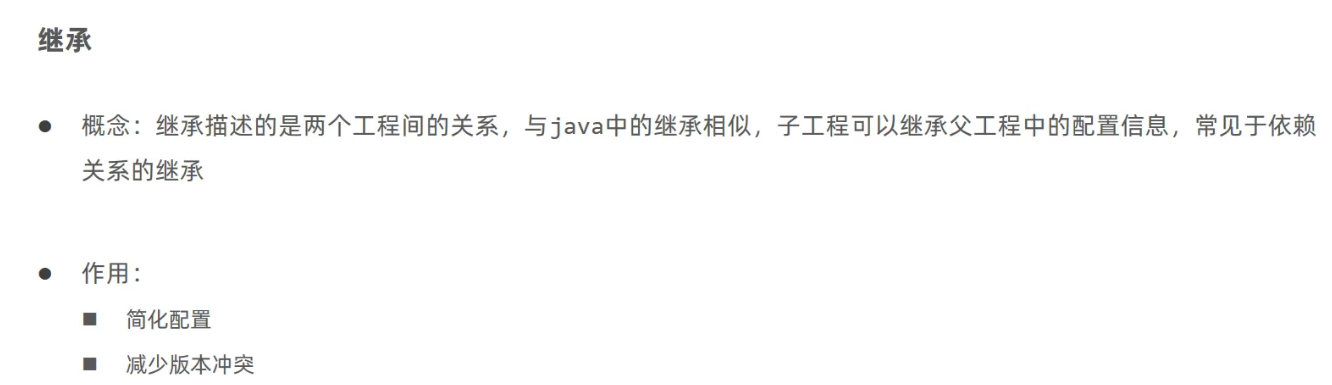 继承
● 概念：继承描述的是两个工程间的关系，与java中的继承相似，子工程可以继承父工程中的配置信息，常见于依赖
关系的继承
● 作用：
■ 简化配置
■ 减少版本冲突